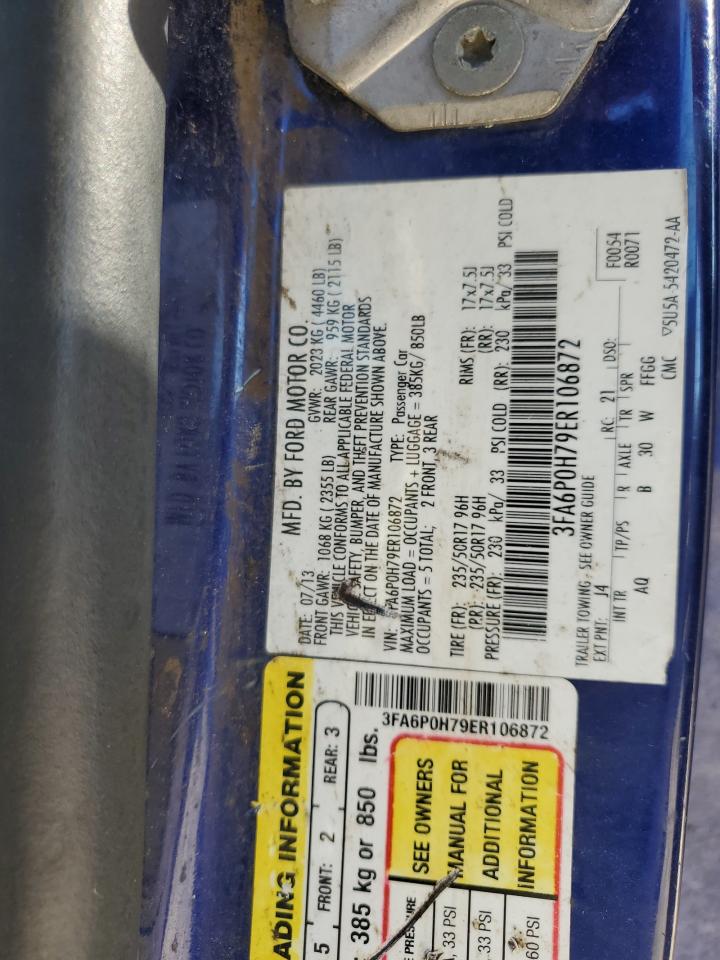 MFD. BY FORD MOTOR CO.
DATE: 07/13 GVWR: 2023 KG ( 4460 LB)
FRONT GAWR: 1068 KG ( 2355 LB) REAR GAWR: 959 KG ( 2115 LB)
THIS VEHICLE CONFORMS TO ALL APPLICABLE FEDERAL MOTOR
VEHICLE SAFETY, BUMPER, AND THEFT PREVENTION STANDARDS
IN EFFECT ON THE DATE OF MANUFACTURE SHOWN ABOVE.
VIN: 3FA6P0H79ER106872 TYPE: Passenger Car
MAXIMUM LOAD = OCCUPANTS + LUGGAGE = 385KG/ 850LB
OCCUPANTS = 5 TOTAL; 2 FRONT, 3 REAR
TIRE (FR): 235/50R17 96H RIMS (FR): 17x7.5J
(RR): 235/50R17 96H (RR): 17x7.5J
PRESSURE (FR): 230 kPa/ 33 PSI COLD (RR): 230 kPa/ 33 PSI COLD
3FA6P0H79ER106872
TRAILER TOWING - SEE OWNER GUIDE
EXT PNT: J4 RC: 21 DSO: F0054
R0071
INT TR TP/PS R AXLE TR SPR
AQ B 30 W FFGG
CMC ▽5U5A-5420472-AA
ADING INFORMATION
5 FRONT: 2 REAR: 3
385 kg or 850 lbs.
3FA6P0H79ER106872
SEE OWNERS
MANUAL FOR
ADDITIONAL
INFORMATION
E PRESSURE
, 33 PSI
33 PSI
60 PSI